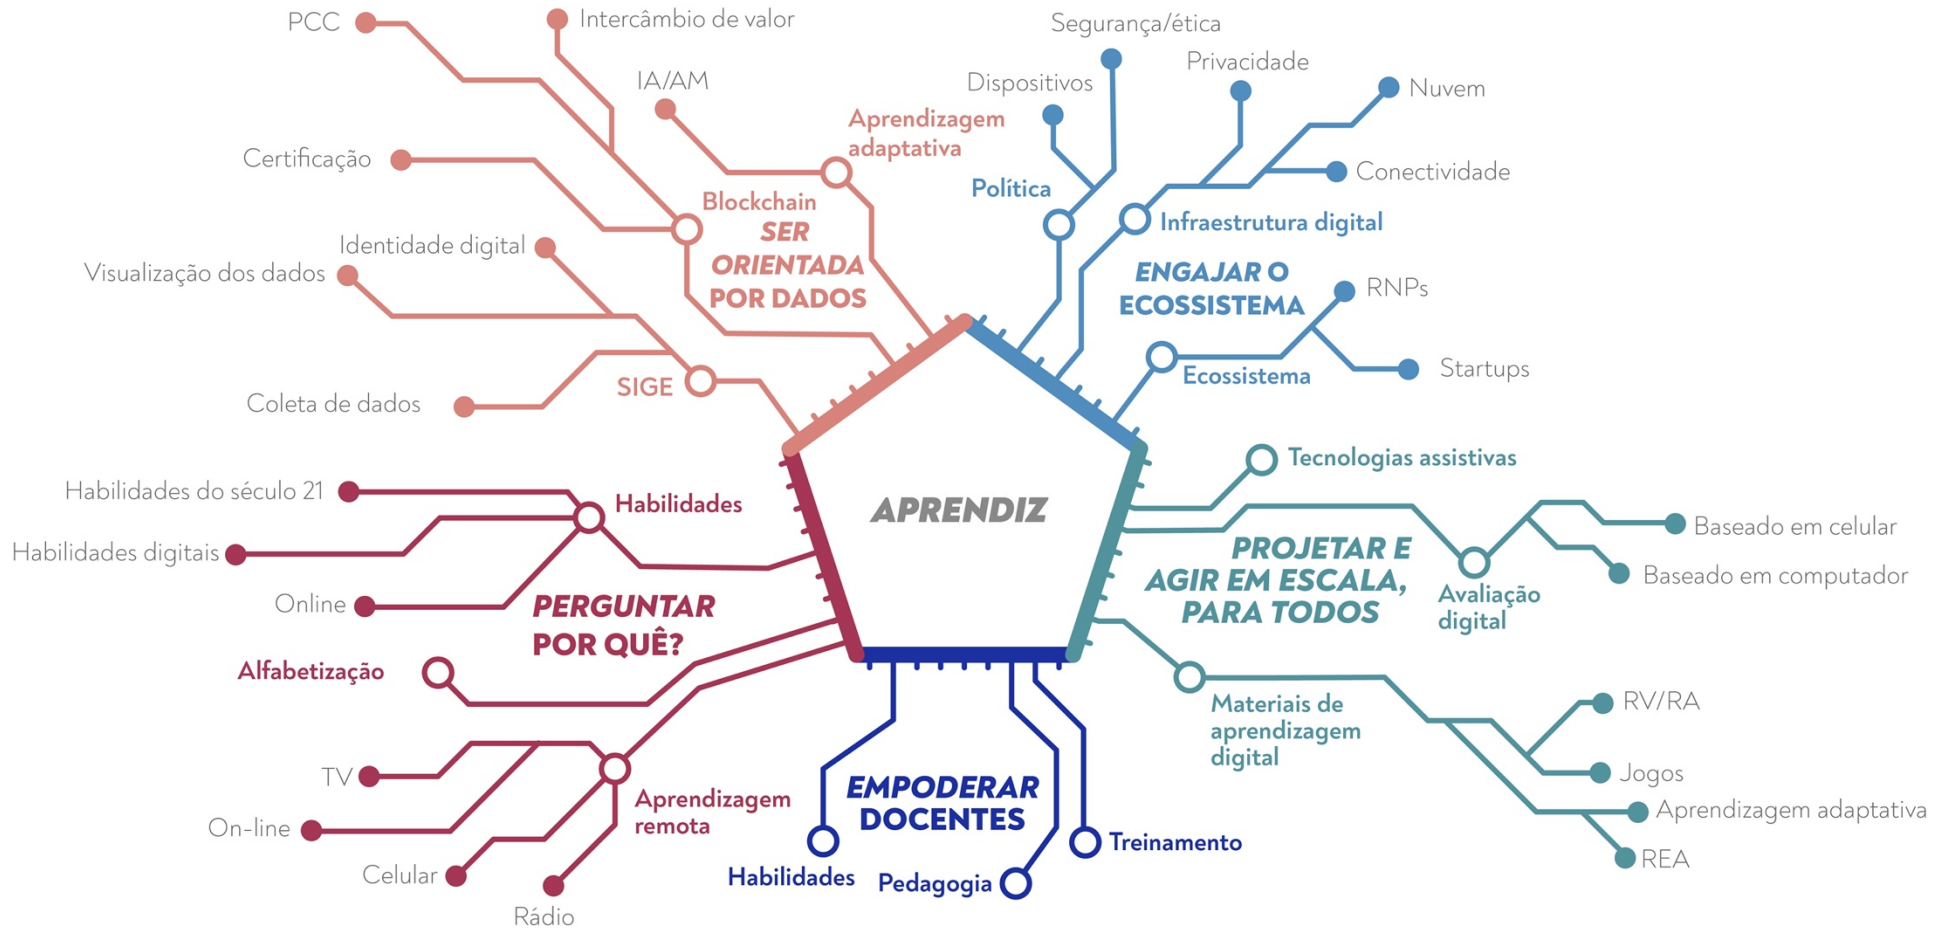 PCC
Intercâmbio de valor
IA/AM
Aprendizagem
adaptativa
Certificação
Blockchain
SER
ORIENTADA
POR DADOS
Identidade digital
Visualização dos dados
SIGE
Coleta de dados
Segurança/ética
Dispositivos
Privacidade
Nuvem
Política
Conectividade
Infraestrutura digital
ENGAJAR O
ECOSSISTEMA
RNPs
Ecossistema
Startups
APRENDIZ
Habilidades do século 21
Habilidades
Habilidades digitais
Online
PERGUNTAR
POR QUÊ?
Alfabetização
TV
On-line
Aprendizagem
remota
Celular
Rádio
Tecnologias assistivas
Baseado em celular
PROJETAR E
AGIR EM ESCALA,
PARA TODOS
Baseado em computador
Avaliação
digital
Materiais de
aprendizagem
digital
RV/RA
Jogos
Aprendizagem adaptativa
REA
EMPODERAR
DOCENTES
Habilidades
Pedagogia
Treinamento